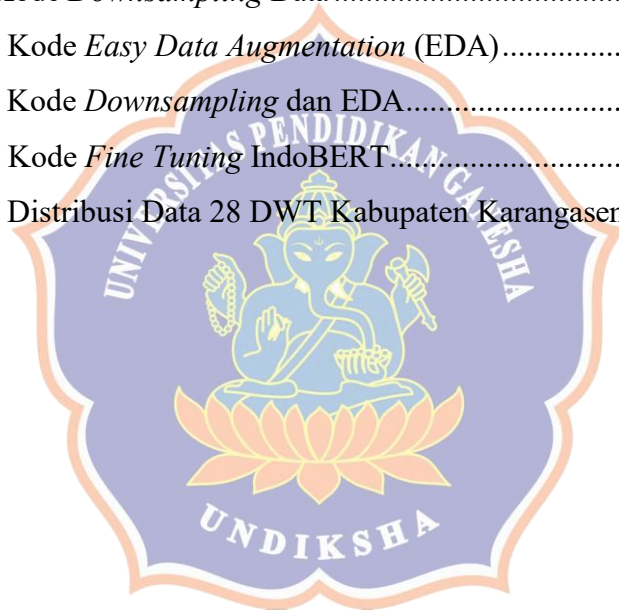 Kode Downsampling Data........................................
Kode Easy Data Augmentation (EDA)................
Kode Downsampling dan EDA.............................
Kode Fine Tuning IndoBERT...............................
Distribusi Data 28 DWT Kabupaten Karangasem
UNIVERSITAS PENDIDIKAN GANESHA
UNDIKSHA